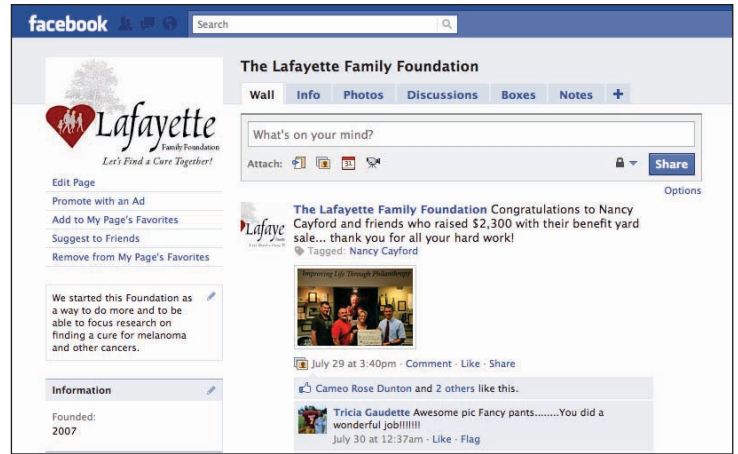 facebook
Search
Lafayette
Family Foundation
Let's Find a Cure Together!
Edit Page
Promote with an Ad
Add to My Page's Favorites
Suggest to Friends
Remove from My Page's Favorites
We started this Foundation as
a way to do more and to be
able to focus research on
finding a cure for melanoma
and other cancers.
Information
Founded:
2007
The Lafayette Family Foundation
Wall Info Photos Discussions Boxes Notes +
What's on your mind?
Attach: 31 Share
Options
Lafaye
The Lafayette Family Foundation Congratulations to Nancy
Cayford and friends who raised $2,300 with their benefit yard
sale... thank you for all your hard work!
Tagged: Nancy Cayford
Improving Life Through Philanthropy
July 29 at 3:40pm · Comment · Like · Share
Cameo Rose Dunton and 2 others like this.
Tricia Gaudette Awesome pic Fancy pants........You did a
wonderful job!!!!!!!
July 30 at 12:37am · Like · Flag